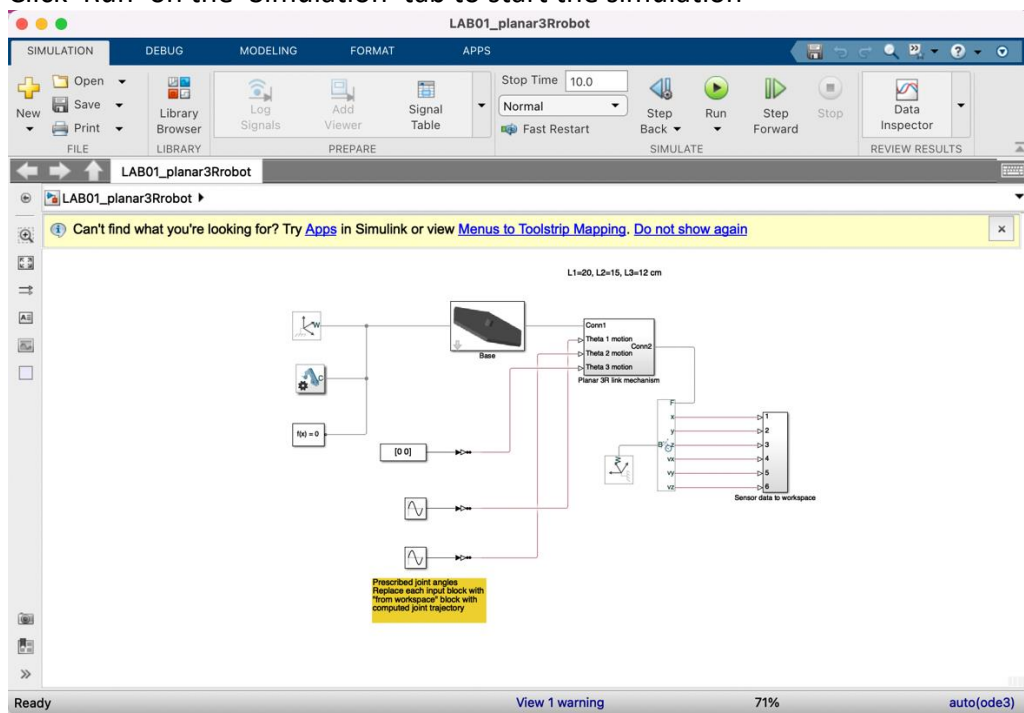 Click 'Run' on the 'Simulation' tab to start the simulation
LAB01_planar3Rrobot
SIMULATION DEBUG MODELING FORMAT APPS
New
Open
Save
Print
FILE
Library
Browser
LIBRARY
Log
Signals
Add
Viewer
Signal
Table
PREPARE
Stop Time 10.0
Normal
Fast Restart
Step
Back
Run
Step
Forward
Stop
SIMULATE
Data
Inspector
REVIEW RESULTS
LAB01_planar3Rrobot
LAB01_planar3Rrobot
Can't find what you're looking for? Try Apps in Simulink or view Menus to Toolstrip Mapping. Do not show again
L1=20, L2=15, L3=12 cm
W
C
f(x) = 0
Base
Conn1
Theta 1 motion
Conn2
Theta 2 motion
Theta 3 motion
Planar 3R link mechanism
[0 0]
W
B
F
x
y
z
vx
vy
vz
1
2
3
4
5
6
Sensor data to workspace
Prescribed joint angles
Replace each input block with
"from workspace" block with
computed joint trajectory
Ready View 1 warning 71% auto(ode3)